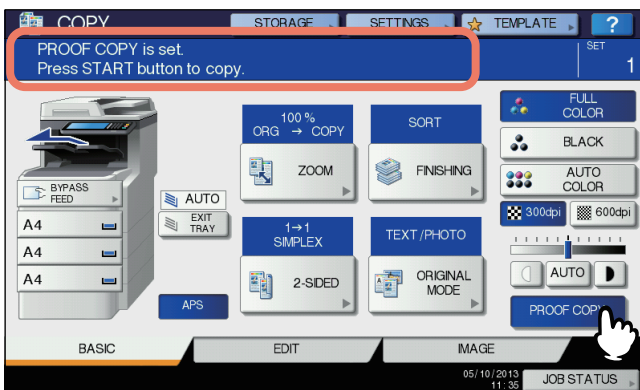 COPY
STORAGE
SETTINGS
TEMPLATE
?
PROOF COPY is set.
Press START button to copy.
SET
1
100 %
ORG → COPY
ZOOM
SORT
FINISHING
FULL
COLOR
BLACK
AUTO
COLOR
300dpi
600dpi
BYPASS
FEED
AUTO
EXIT
TRAY
A4
A4
A4
1→1
SIMPLEX
2-SIDED
TEXT/PHOTO
ORIGINAL
MODE
AUTO
APS
PROOF COPY
BASIC
EDIT
IMAGE
05/10/2013
11:35
JOB STATUS